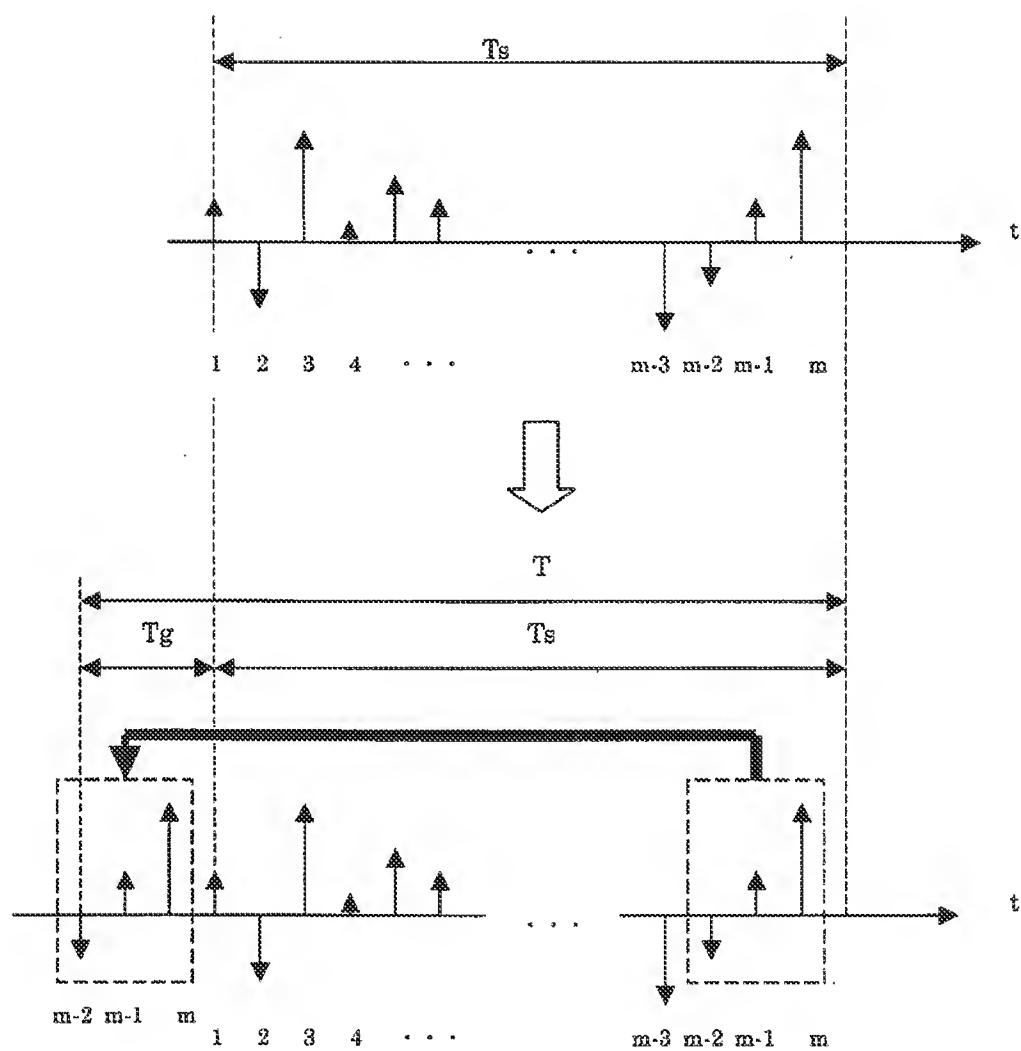 Ts
t
1 2 3 4 · · · m-3 m-2 m-1 m
. . .
T
Tg Ts
t
. . .
m-2 m-1 m 1 2 3 4 · · · m-3 m-2 m-1 m